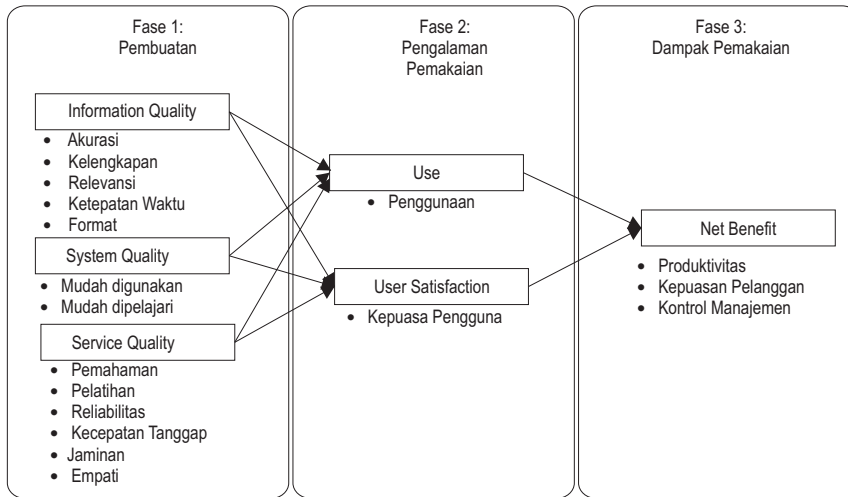 Fase 1:
Pembuatan
Information Quality
• Akurasi
• Kelengkapan
• Relevansi
• Ketepatan Waktu
• Format
System Quality
• Mudah digunakan
• Mudah dipelajari
Service Quality
• Pemahaman
• Pelatihan
• Reliabilitas
• Kecepatan Tanggap
• Jaminan
• Empati
Fase 2:
Pengalaman
Pemakaian
Use
• Penggunaan
User Satisfaction
• Kepuasa Pengguna
Fase 3:
Dampak Pemakaian
Net Benefit
• Produktivitas
• Kepuasan Pelanggan
• Kontrol Manajemen